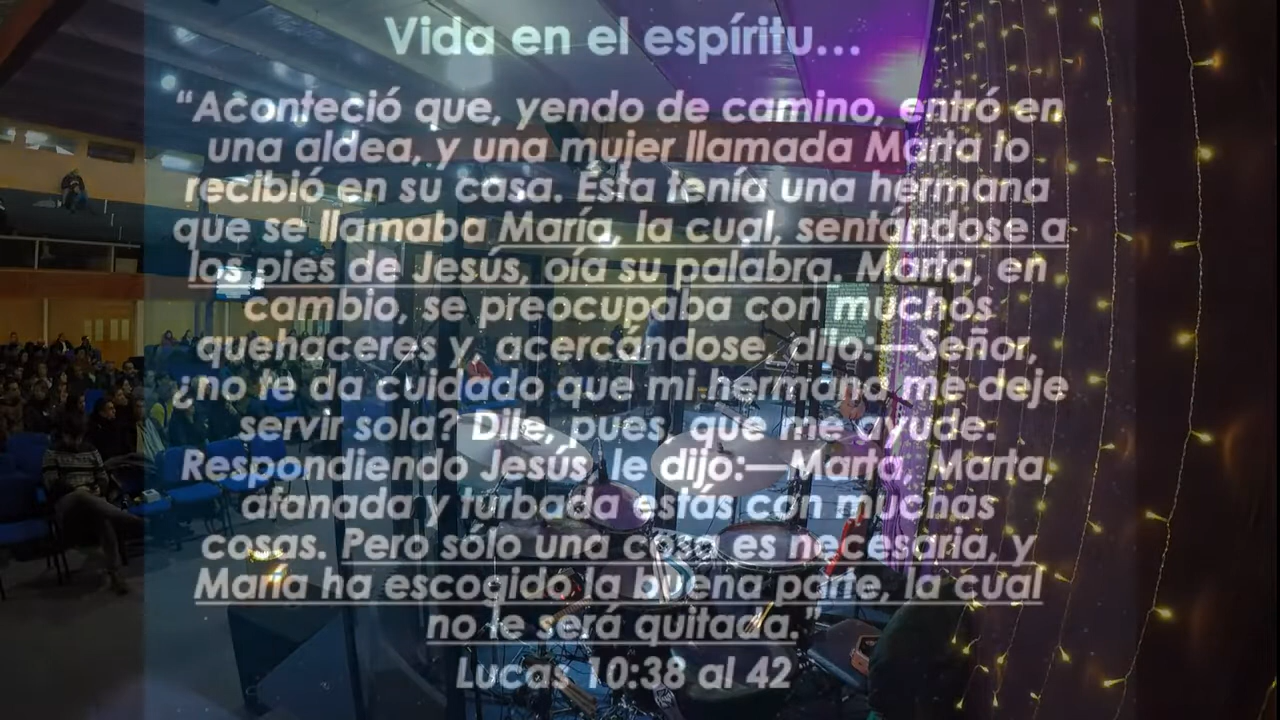 Vida en el espíritu...
“Aconteció que, yendo de camino, entró en
una aldea, y una mujer llamada Marta lo
recibió en su casa. Esta tenía una hermana
que se llamaba María, la cual, sentándose a
los pies de Jesús, oía su palabra. Marta, en
cambio, se preocupaba con muchos
quehaceres y, acercándose, dijo:—Señor,
¿no te da cuidado que mi hermana me deje
servir sola? Dile, pues, que me ayude.
Respondiendo Jesús, le dijo:—Marta, Marta,
afanada y turbada estás con muchas
cosas. Pero sólo una cosa es necesaria, y
María ha escogido la buena parte, la cual
no le será quitada.”
Lucas 10:38 al 42